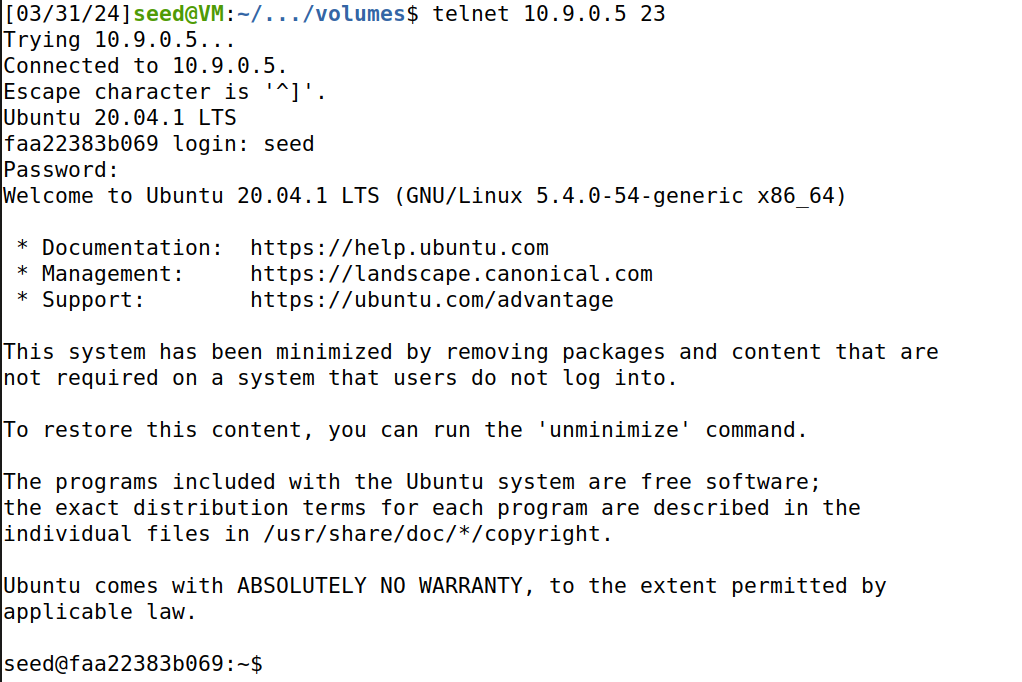 [03/31/24]seed@VM:~/.../volumes$ telnet 10.9.0.5 23
Trying 10.9.0.5...
Connected to 10.9.0.5.
Escape character is '^]'.
Ubuntu 20.04.1 LTS
faa22383b069 login: seed
Password:
Welcome to Ubuntu 20.04.1 LTS (GNU/Linux 5.4.0-54-generic x86_64)

 * Documentation:  https://help.ubuntu.com
 * Management:     https://landscape.canonical.com
 * Support:        https://ubuntu.com/advantage

This system has been minimized by removing packages and content that are
not required on a system that users do not log into.

To restore this content, you can run the 'unminimize' command.

The programs included with the Ubuntu system are free software;
the exact distribution terms for each program are described in the
individual files in /usr/share/doc/*/copyright.

Ubuntu comes with ABSOLUTELY NO WARRANTY, to the extent permitted by
applicable law.

seed@faa22383b069:~$